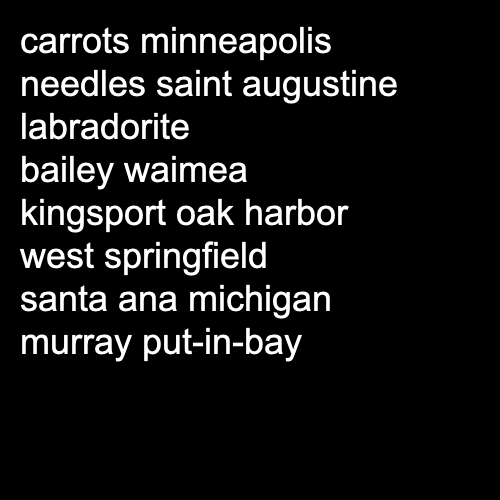 carrots minneapolis
needles saint augustine
labradorite
bailey waimea
kingsport oak harbor
west springfield
santa ana michigan
murray put-in-bay